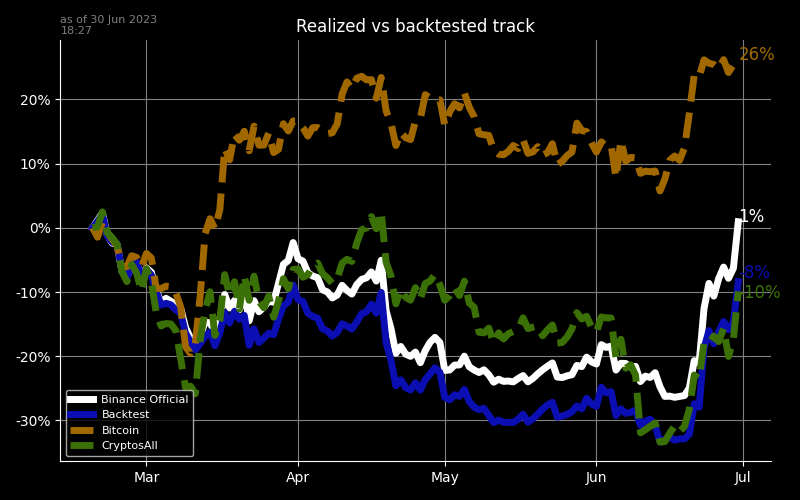 as of 30 Jun 2023
18:27
Realized vs backtested track
26%
20%
10%
0%
1%
-8%
-10%
-10%
-20%
-30%
Binance Official
Backtest
Bitcoin
CryptosAll
Mar
Apr
May
Jun
Jul